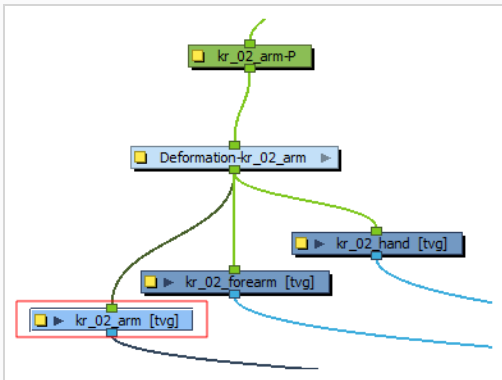 kr_02_arm-P
Deformation-kr_02_arm
kr_02_hand [tvg]
kr_02_forearm [tvg]
kr_02_arm [tvg]